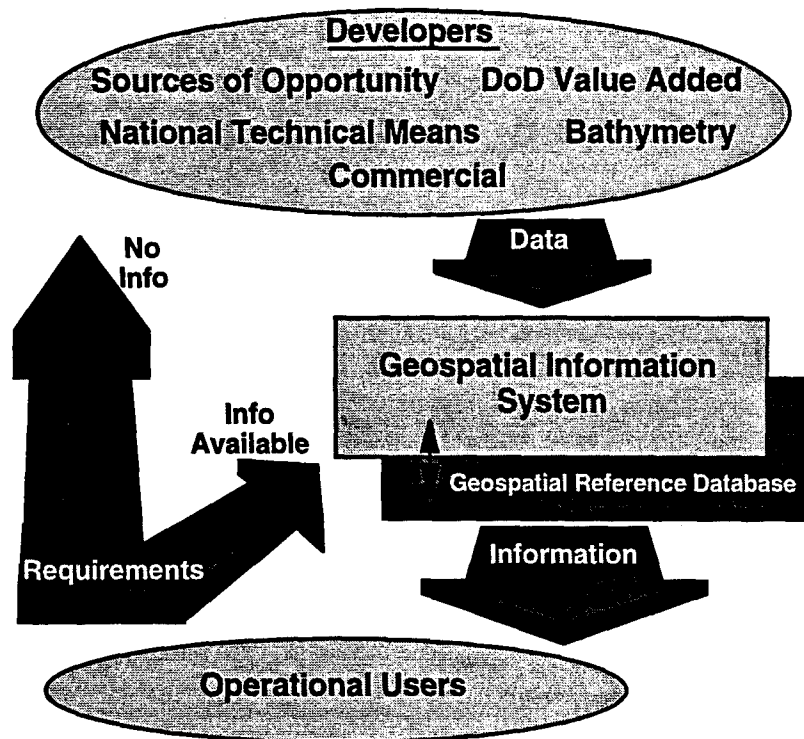 Developers
Sources of Opportunity DoD Value Added
National Technical Means Bathymetry
Commercial
No
Info
Data
Geospatial Information
System
Info
Available
Geospatial Reference Database
Requirements
Information
Operational Users